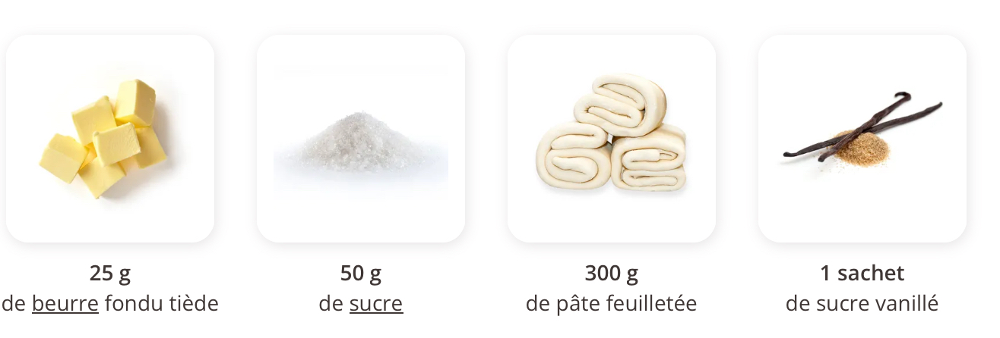 25 g
de beurre fondu tiède
50 g
de sucre
300 g
de pâte feuilletée
1 sachet
de sucre vanillé